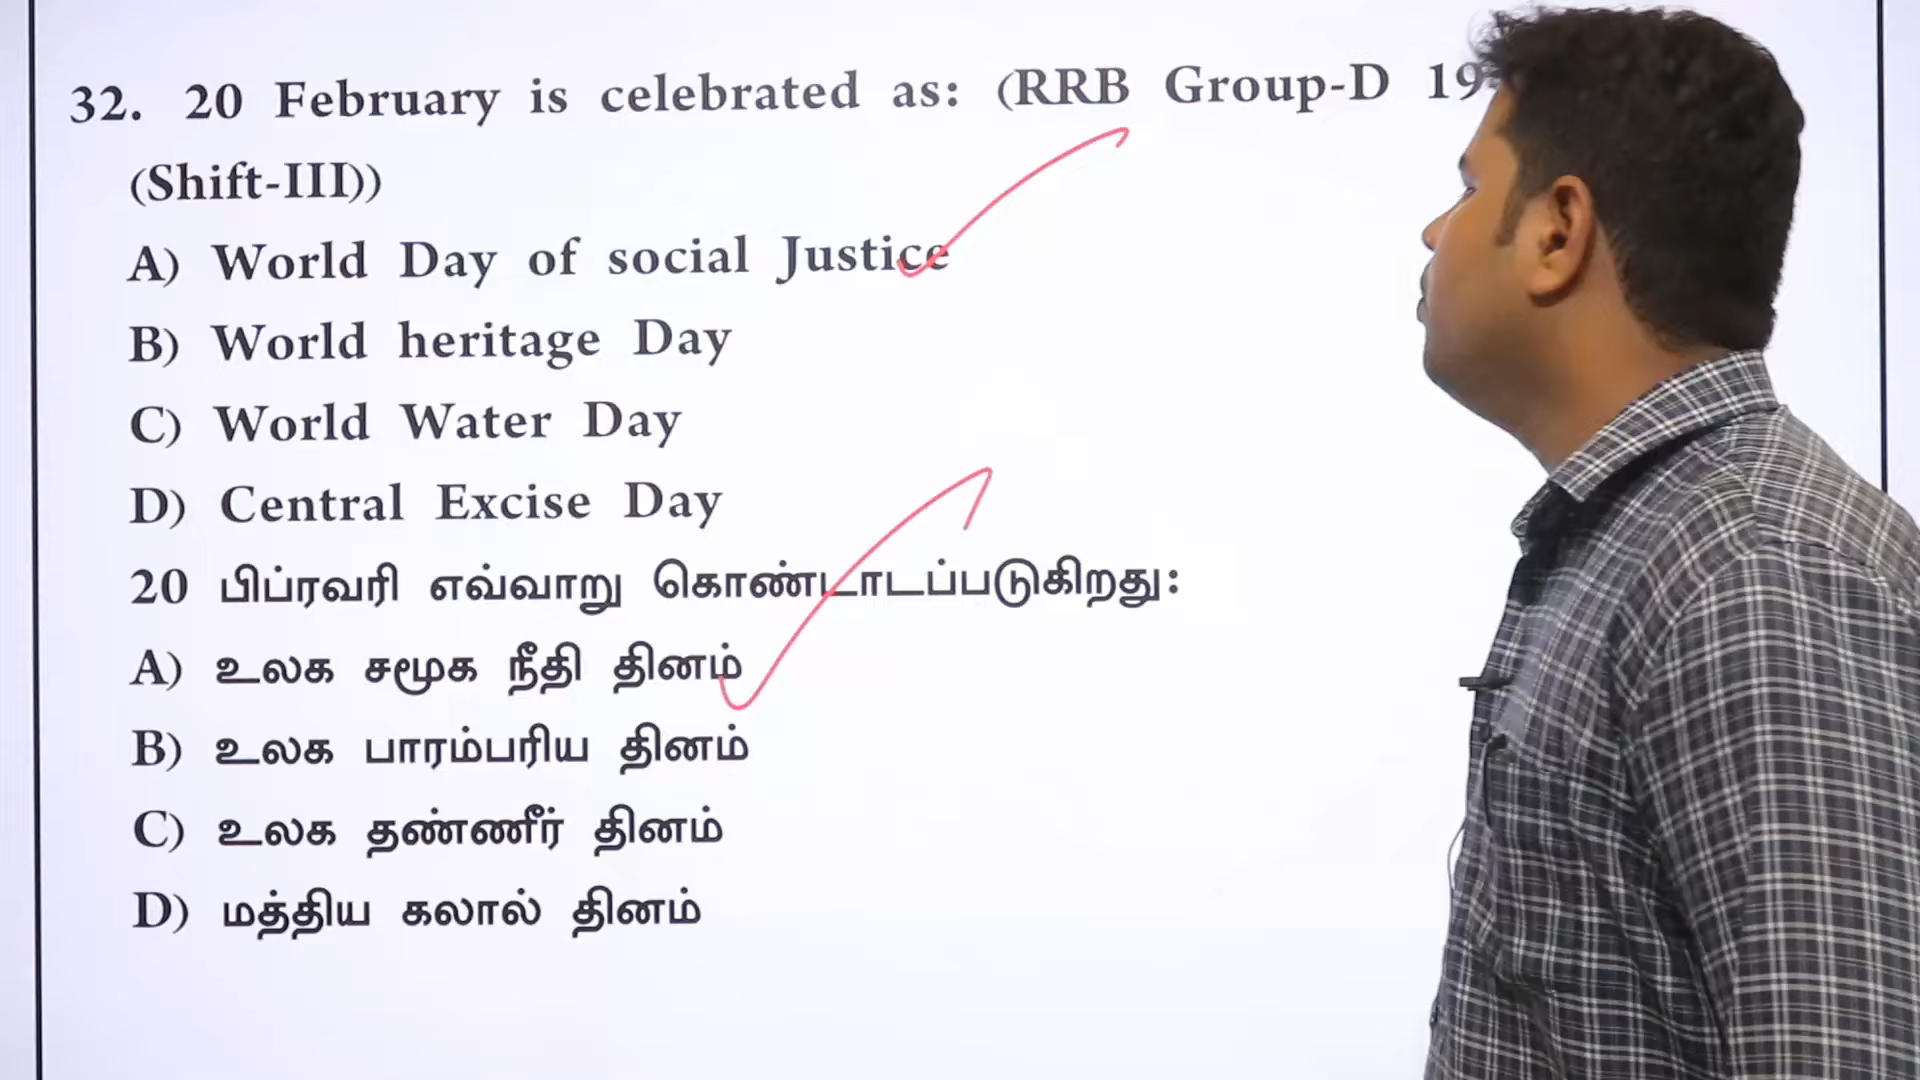 32. 20 February is celebrated as: (RRB Group-D 19
(Shift-III))
A) World Day of social Justice
B) World heritage Day
C) World Water Day
D) Central Excise Day
20 பிப்ரவரி எவ்வாறு கொண்டாடப்படுகிறது:
A) உலக சமூக நீதி தினம்
B) உலக பாரம்பரிய தினம்
C) உலக தண்ணீர் தினம்
D) மத்திய கலால் தினம்